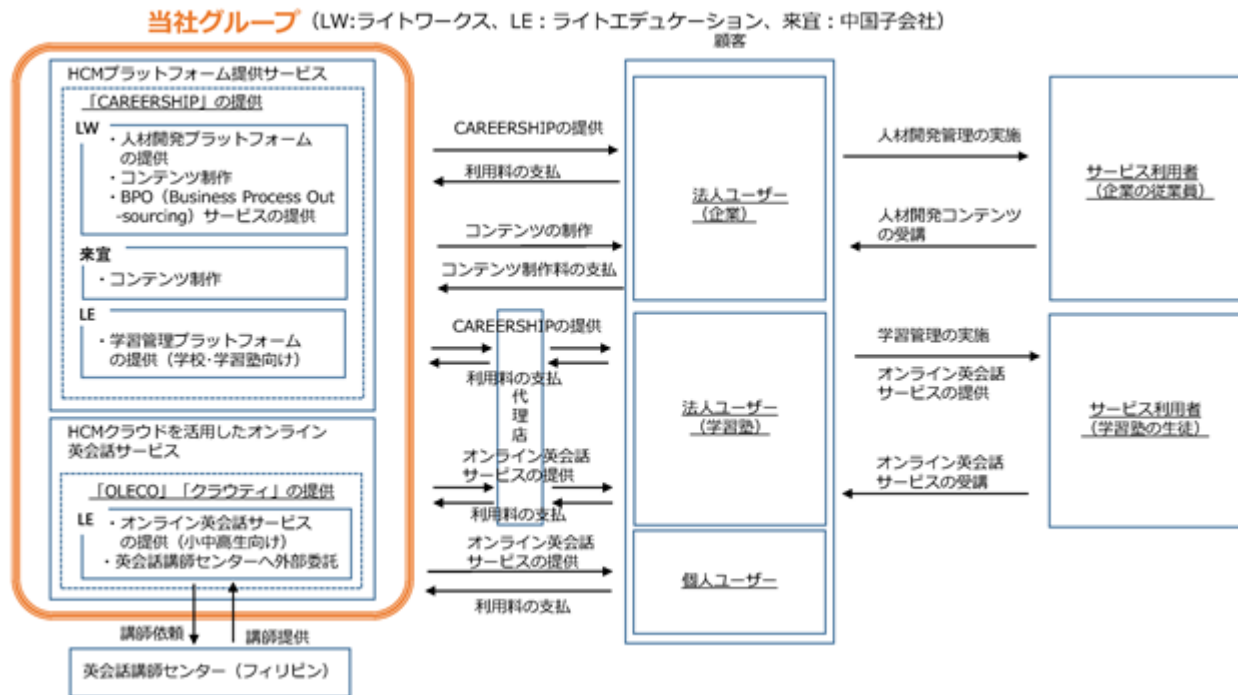 当社グループ（LW:ライトワークス、LE：ライトエデュケーション、来宜：中国子会社）
HCMプラットフォーム提供サービス
「CAREERSHIP」の提供
LW
・人材開発プラットフォーム
の提供
・コンテンツ制作
・BPO（Business Process Out
-sourcing）サービスの提供
来宜
・コンテンツ制作
LE
・学習管理プラットフォーム
の提供（学校・学習塾向け）
HCMクラウドを活用したオンライン
英会話サービス
「OLECO」「クラウティ」の提供
LE
・オンライン英会話サービス
の提供（小中高生向け）
・英会話講師センターへ外部委託
講師依頼
講師提供
英会話講師センター（フィリピン）
CAREERSHIPの提供
利用料の支払
コンテンツの制作
コンテンツ制作料の支払
CAREERSHIPの提供
利用料の支払
代
理
店
オンライン英会話
サービスの提供
利用料の支払
オンライン英会話
サービスの提供
利用料の支払
顧客
法人ユーザー
（企業）
法人ユーザー
（学習塾）
個人ユーザー
人材開発管理の実施
人材開発コンテンツ
の受講
学習管理の実施
オンライン英会話
サービスの提供
オンライン英会話
サービスの受講
サービス利用者
（企業の従業員）
サービス利用者
（学習塾の生徒）